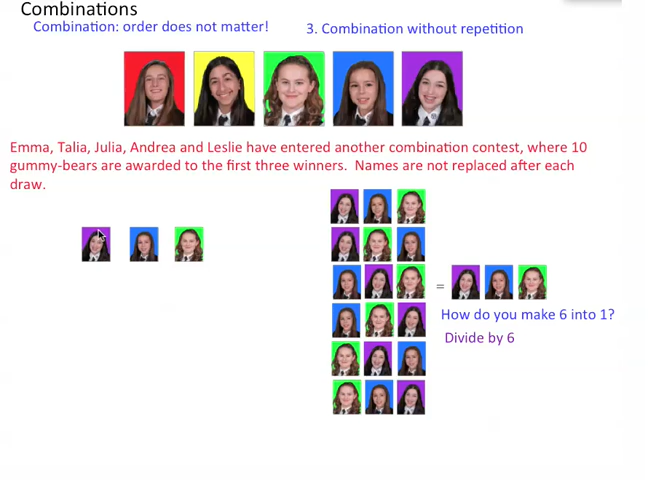 Combinations
Combination: order does not matter!
3. Combination without repetition
Emma, Talia, Julia, Andrea and Leslie have entered another combination contest, where 10
gummy-bears are awarded to the first three winners.  Names are not replaced after each
draw.
=
How do you make 6 into 1?
Divide by 6